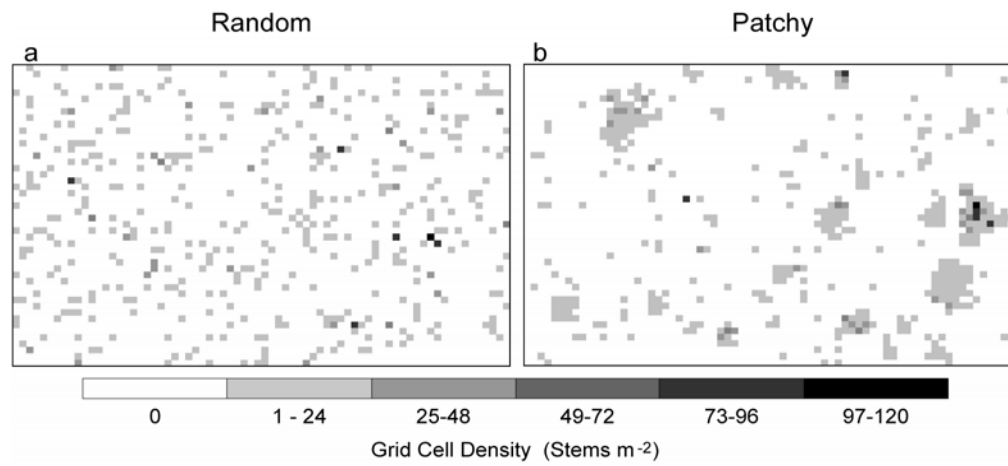 Random Patchy
a b
0 1 - 24 25-48 49-72 73-96 97-120
Grid Cell Density (Stems m-2)